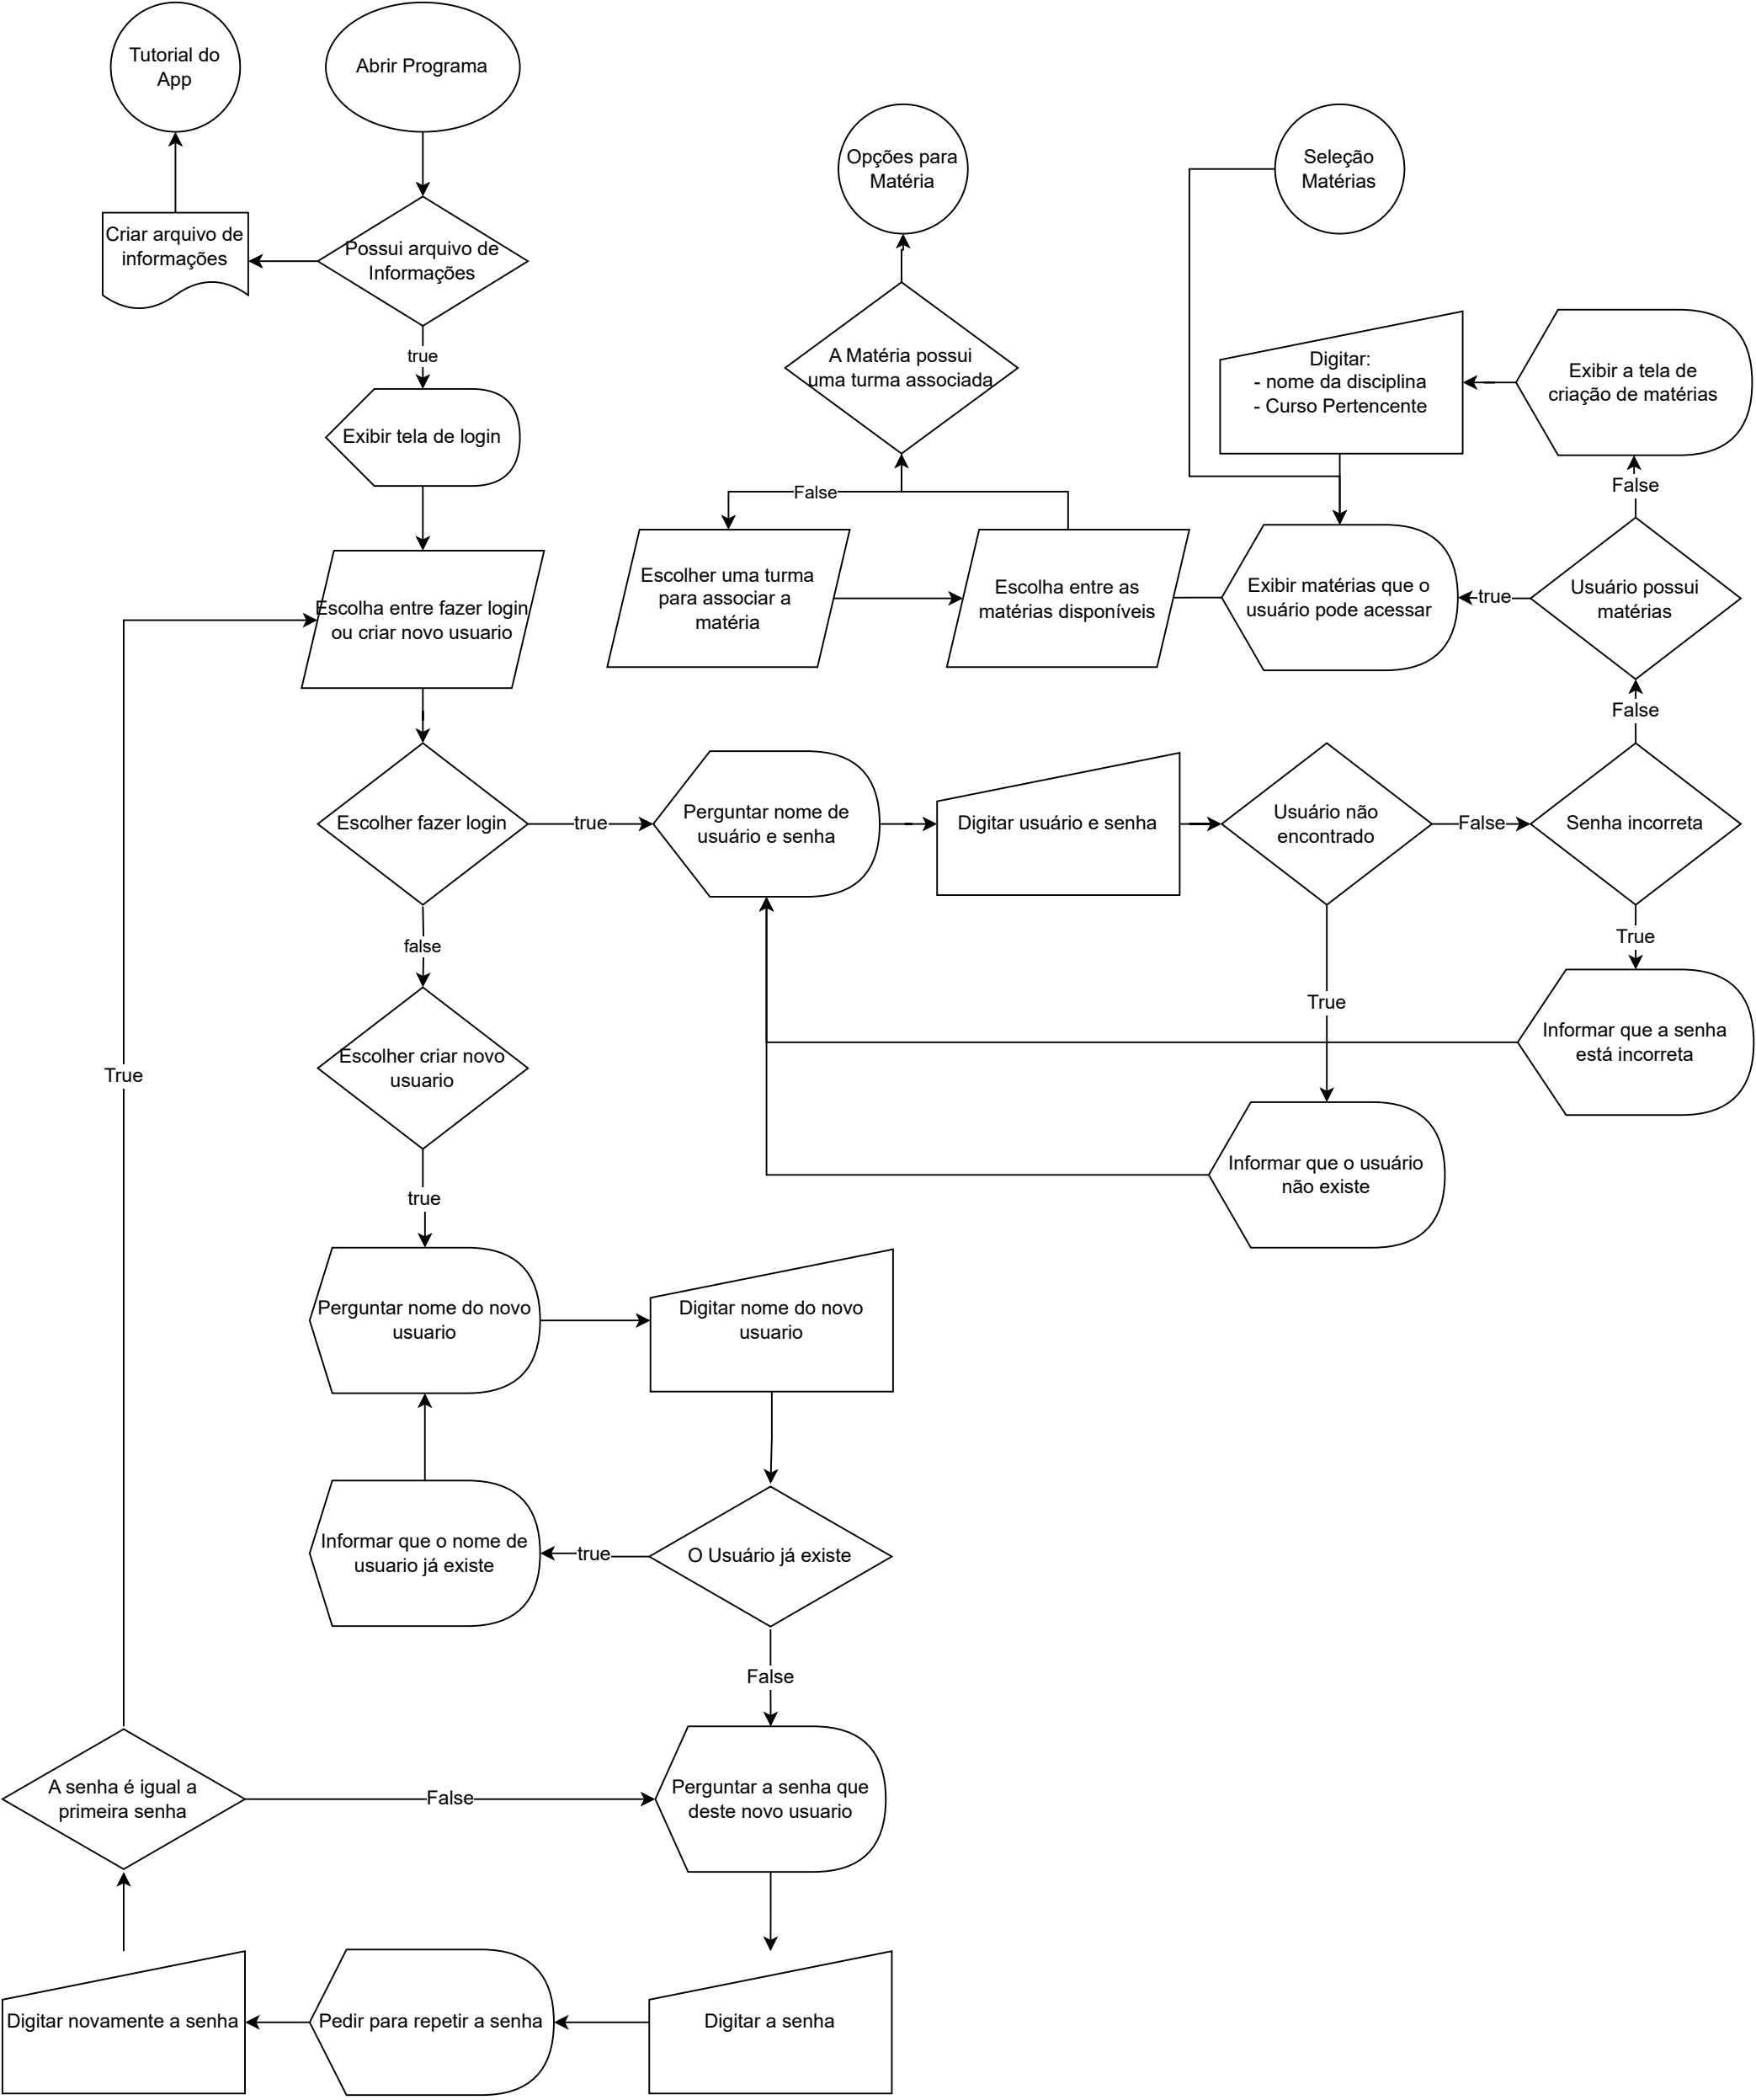 Tutorial do
App
Abrir Programa
Opções para
Matéria
Seleção
Matérias
Criar arquivo de
informações
Possui arquivo de
Informações
true
A Matéria possui
uma turma associada
Digitar:
- nome da disciplina
- Curso Pertencente
Exibir a tela de
criação de matérias
Exibir tela de login
False
False
Escolha entre fazer login
ou criar novo usuario
Escolher uma turma
para associar a
matéria
Escolha entre as
matérias disponíveis
Exibir matérias que o
usuário pode acessar
true
Usuário possui
matérias
False
Escolher fazer login
true
Perguntar nome de
usuário e senha
Digitar usuário e senha
Usuário não
encontrado
False
Senha incorreta
false
True
True
Informar que a senha
está incorreta
Escolher criar novo
usuario
True
Informar que o usuário
não existe
true
Perguntar nome do novo
usuario
Digitar nome do novo
usuario
Informar que o nome de
usuario já existe
true
O Usuário já existe
False
A senha é igual a
primeira senha
False
Perguntar a senha que
deste novo usuario
Digitar novamente a senha
Pedir para repetir a senha
Digitar a senha